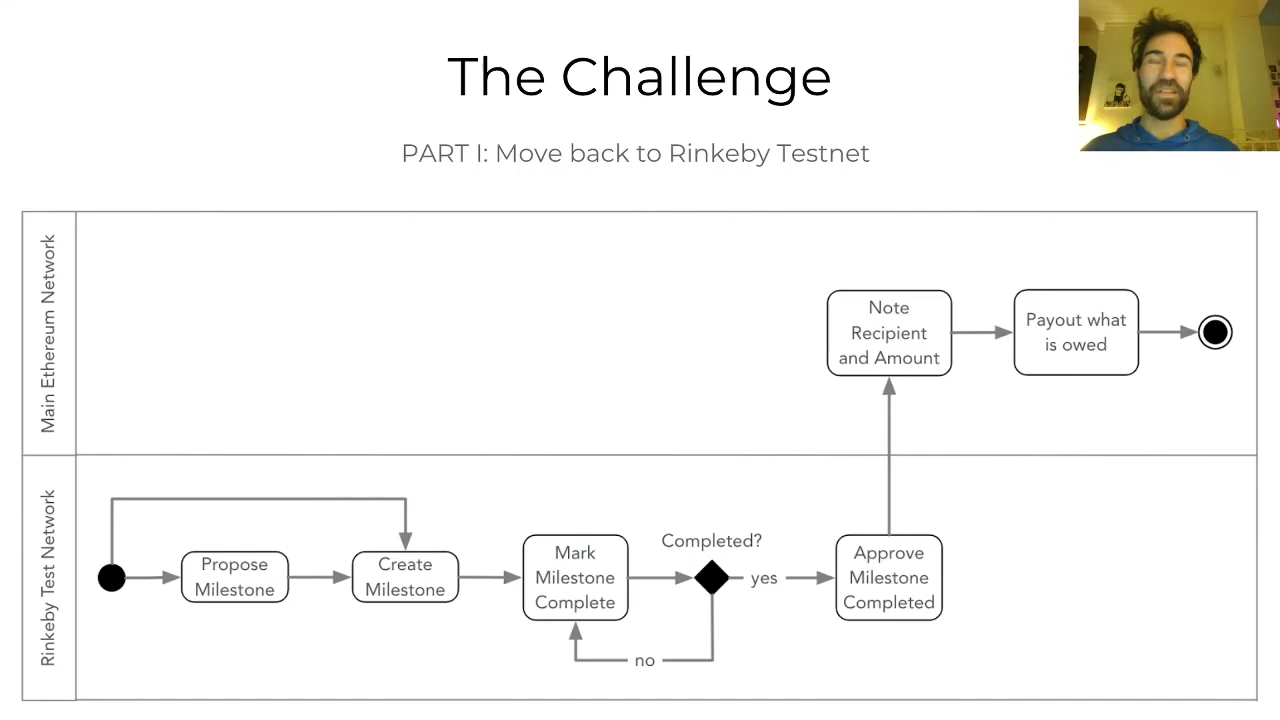 The Challenge
PART I: Move back to Rinkeby Testnet
Main Ethereum Network
Note
Recipient
and Amount
Payout what
is owed
Rinkeby Test Network
Propose
Milestone
Create
Milestone
Mark
Milestone
Complete
Completed?
yes
no
Approve
Milestone
Completed